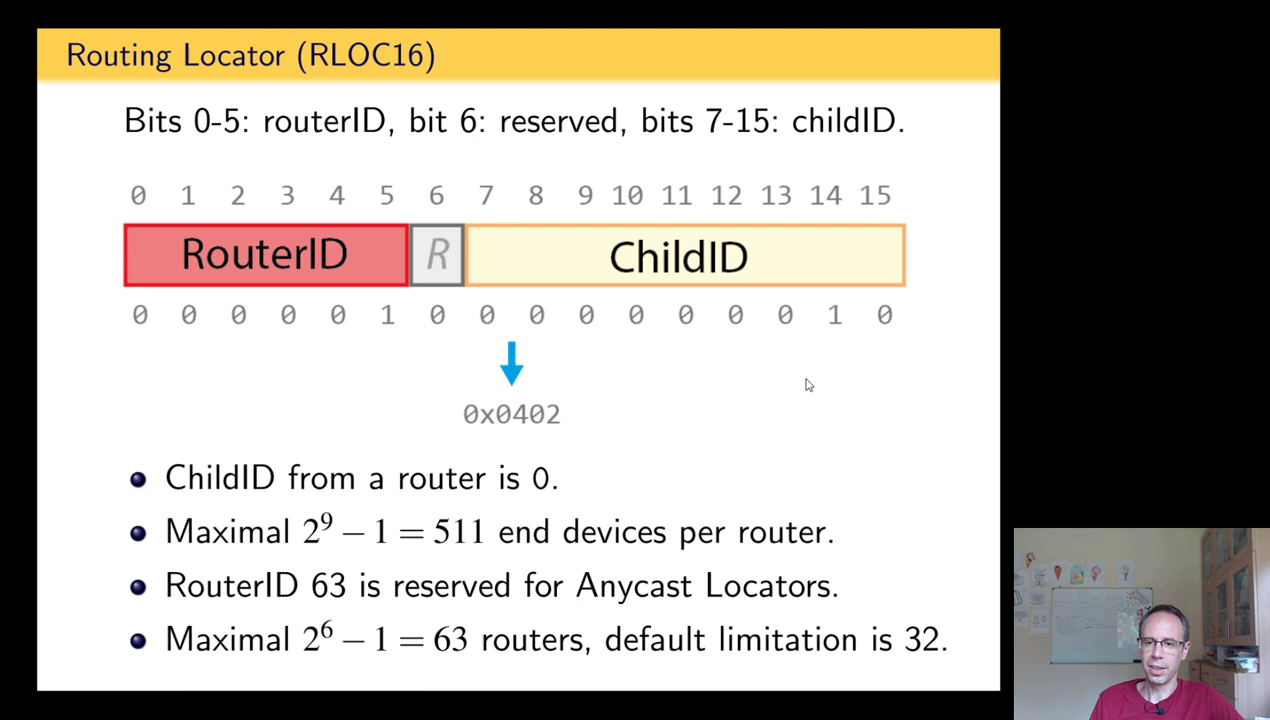 Routing Locator (RLOC16)
Bits 0-5: routerID, bit 6: reserved, bits 7-15: childID.
0 1 2 3 4 5 6 7 8 9 10 11 12 13 14 15
RouterID R ChildID
0 0 0 0 0 1 0 0 0 0 0 0 0 0 1 0
0x0402
ChildID from a router is 0.
Maximal 2⁹ − 1 = 511 end devices per router.
RouterID 63 is reserved for Anycast Locators.
Maximal 2⁶ − 1 = 63 routers, default limitation is 32.